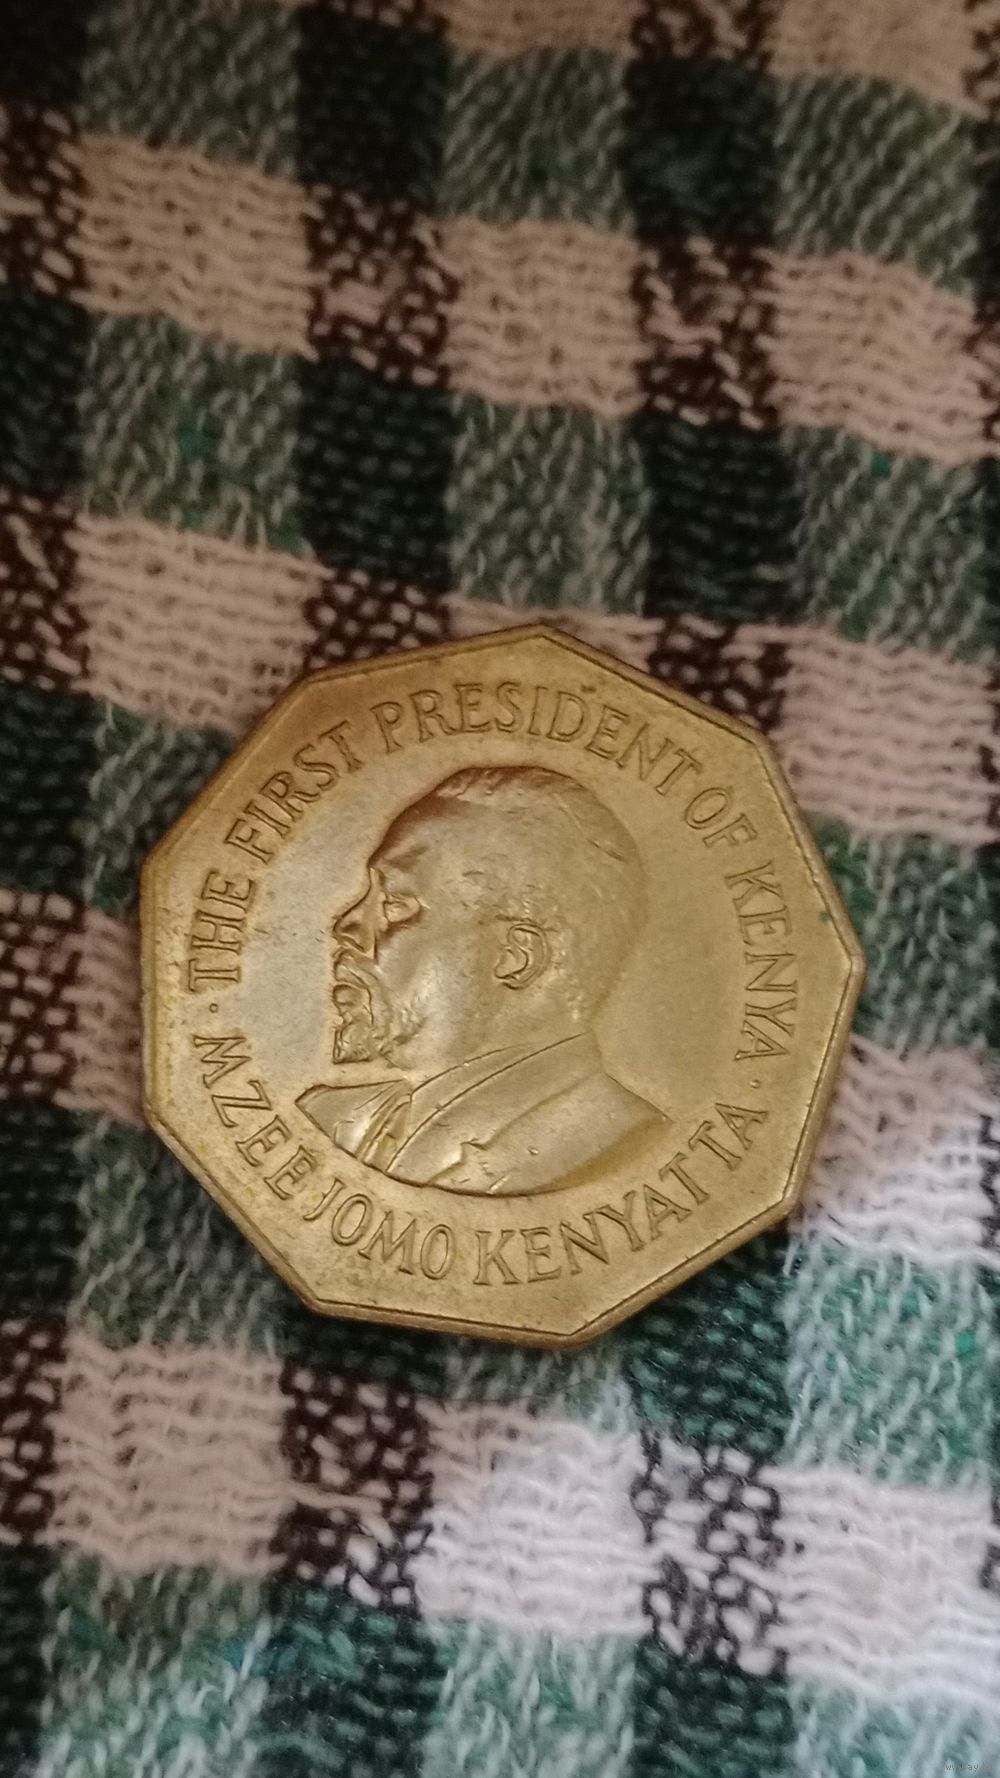 · THE FIRST PRESIDENT OF KENYA ·
MZEE JOMO KENYATTA